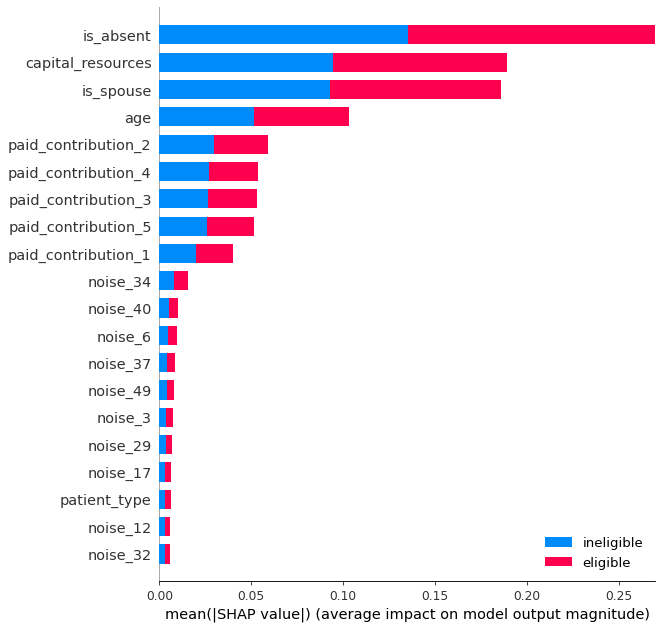 is_absent
capital_resources
is_spouse
age
paid_contribution_2
paid_contribution_4
paid_contribution_3
paid_contribution_5
paid_contribution_1
noise_34
noise_40
noise_6
noise_37
noise_49
noise_3
noise_29
noise_17
patient_type
noise_12
noise_32
ineligible
eligible
0.00 0.05 0.10 0.15 0.20 0.25
mean(|SHAP value|) (average impact on model output magnitude)